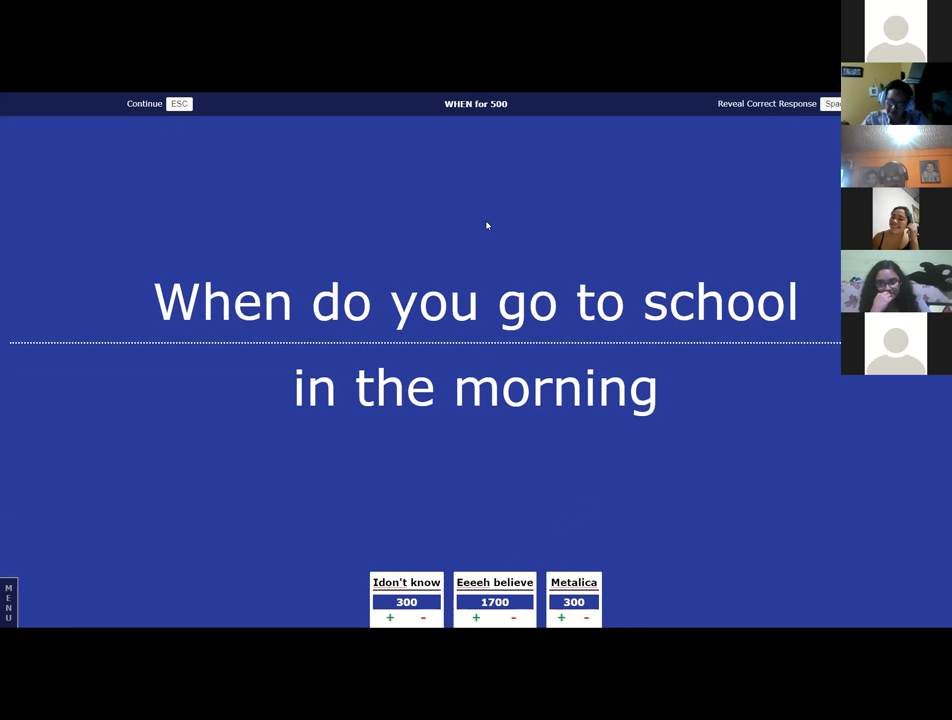 Continue ESC WHEN for 500 Reveal Correct Response
When do you go to school
in the morning
MENU
Idon't know Eeeeh believe Metalica
300 1700 300
+ - + - + -